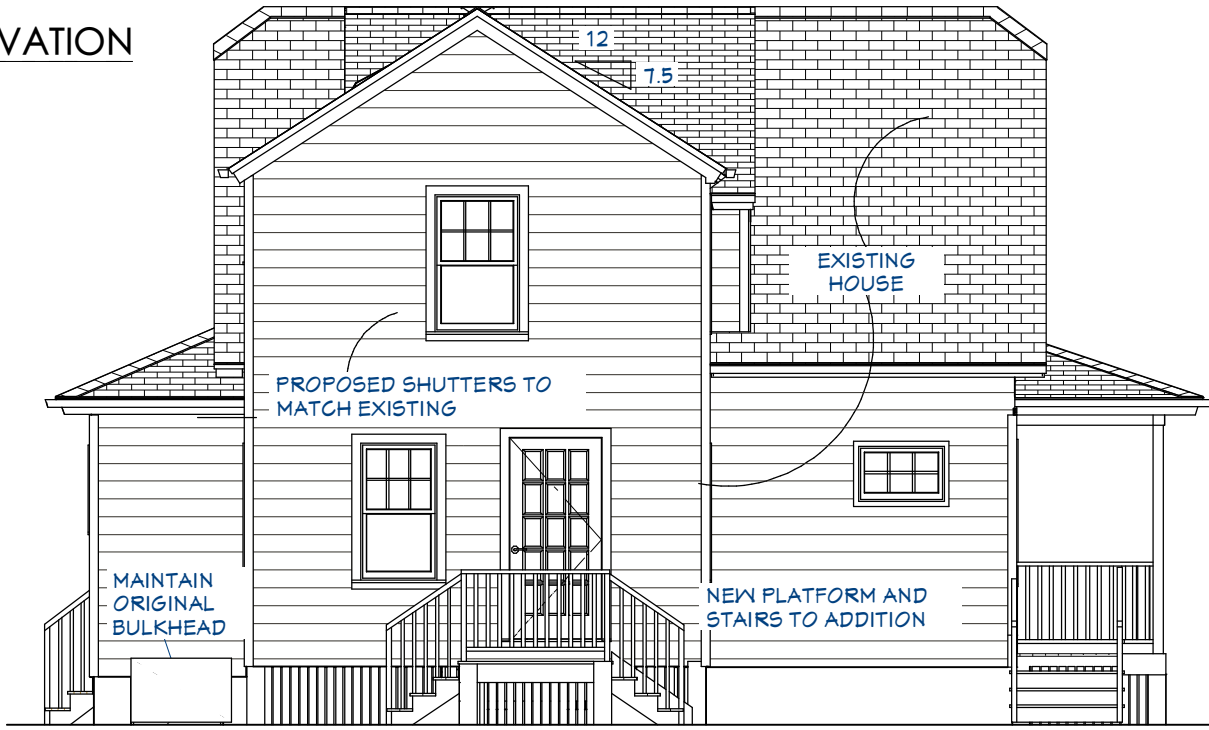 VATION
12
7.5
EXISTING
HOUSE
PROPOSED SHUTTERS TO
MATCH EXISTING
MAINTAIN
ORIGINAL
BULKHEAD
NEW PLATFORM AND
STAIRS TO ADDITION